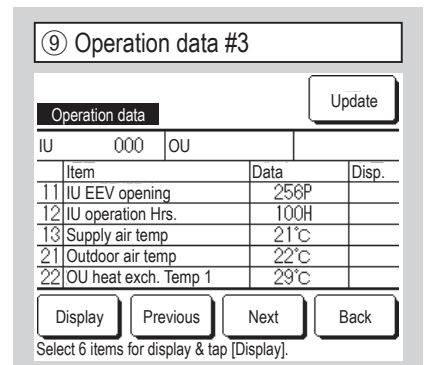 ⑨ Operation data #3
Update
Operation data
IU 000 OU
Item Data Disp.
11 IU EEV opening 256P
12 IU operation Hrs. 100H
13 Supply air temp 21℃
21 Outdoor air temp 22℃
22 OU heat exch. Temp 1 29℃
Display Previous Next Back
Select 6 items for display & tap [Display].